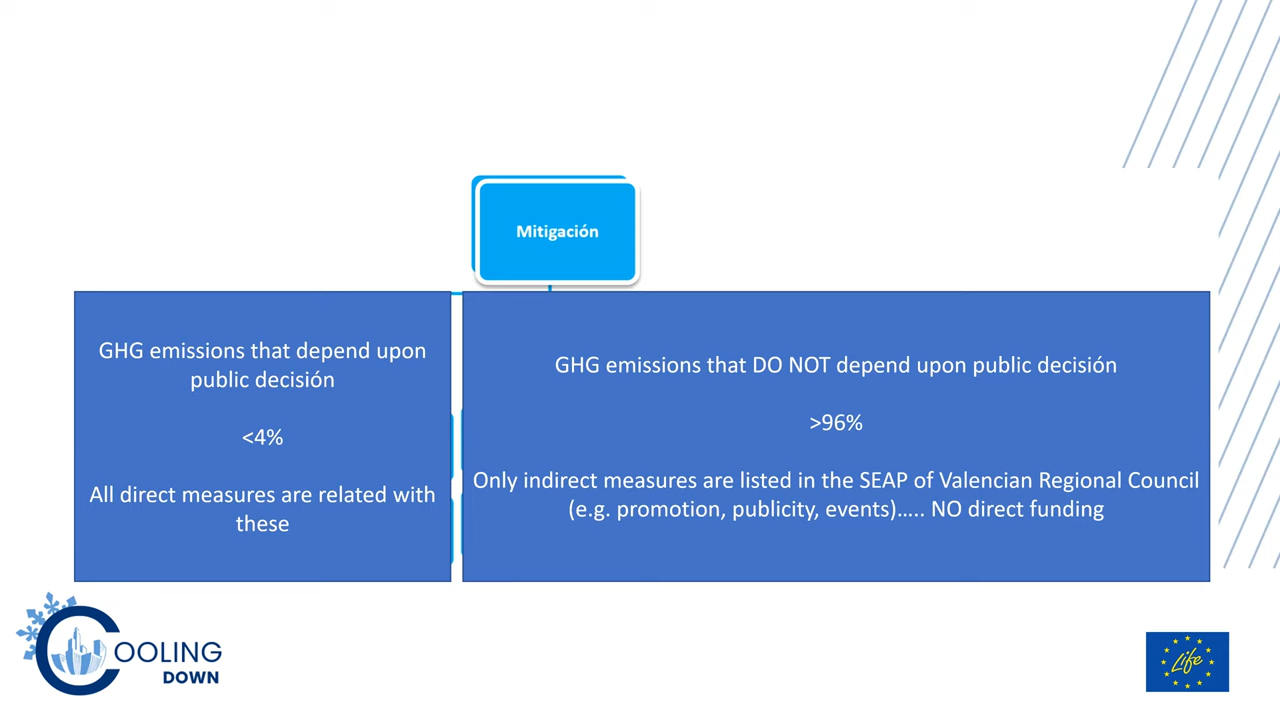 Mitigación
GHG emissions that depend upon
public decisión
<4%
All direct measures are related with
these
GHG emissions that DO NOT depend upon public decisión
>96%
Only indirect measures are listed in the SEAP of Valencian Regional Council
(e.g. promotion, publicity, events)….. NO direct funding
COOLING
DOWN
Life